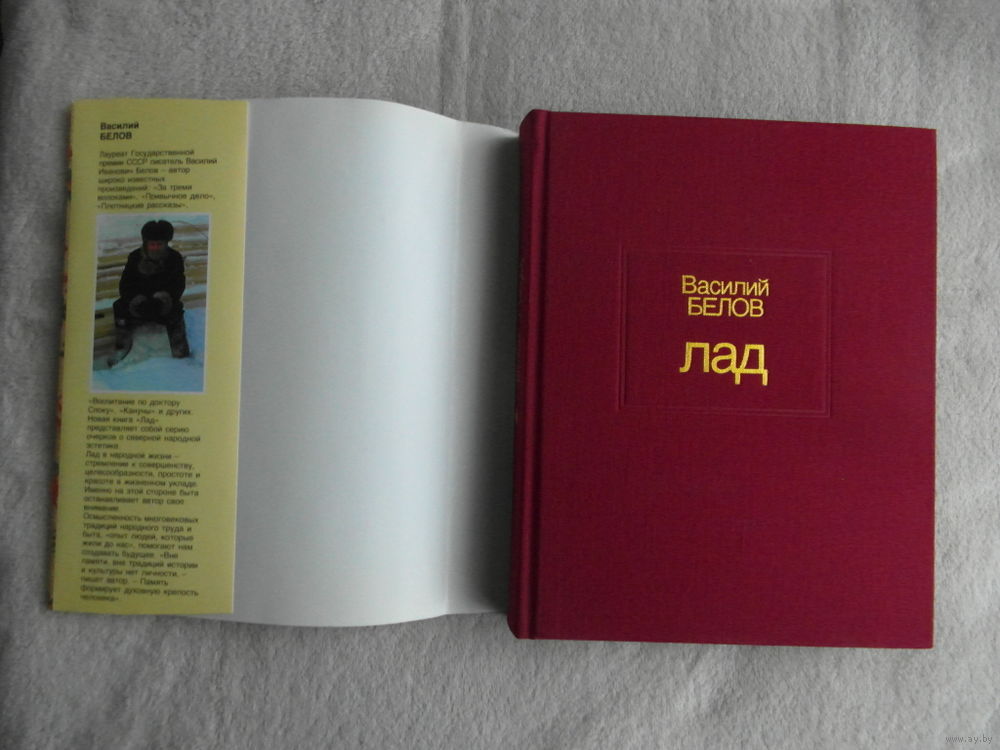 Василий
БЕЛОВ
Лауреат Государственной
премии СССР писатель Василий
Иванович Белов – автор
широко известных
произведений: «За тремя
волоками», «Привычное дело»,
«Плотницкие рассказы»,
«Воспитание по доктору
Споку», «Кануны» и других.
Новая книга «Лад»
представляет собой серию
очерков о северной народной
эстетике.
Лад в народной жизни –
стремление к совершенству,
целесообразности, простоте и
красоте в жизненном укладе.
Именно на этой стороне быта
останавливает автор свое
внимание.
Осмысленность многовековых
традиций народного труда и
быта, «опыт людей, которые
жили до нас», помогают нам
создавать будущее. «Вне
памяти, вне традиций истории
и культуры нет личности, –
пишет автор. – Память
формирует духовную крепость
человека».
Василий
БЕЛОВ
лад
www.ay.by